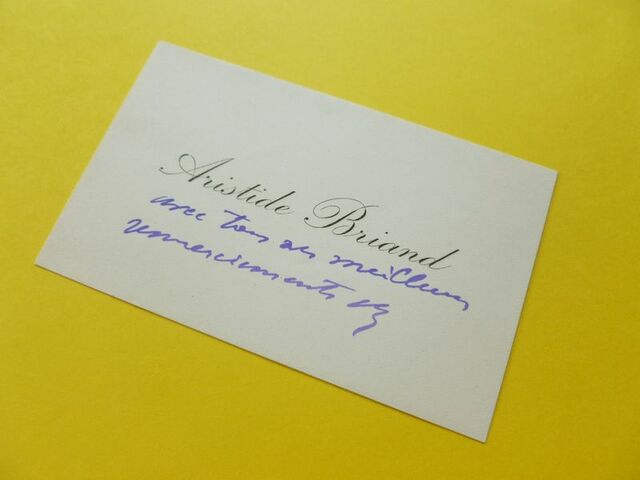 Aristide Briand
avec tous ses meilleurs
remerciements